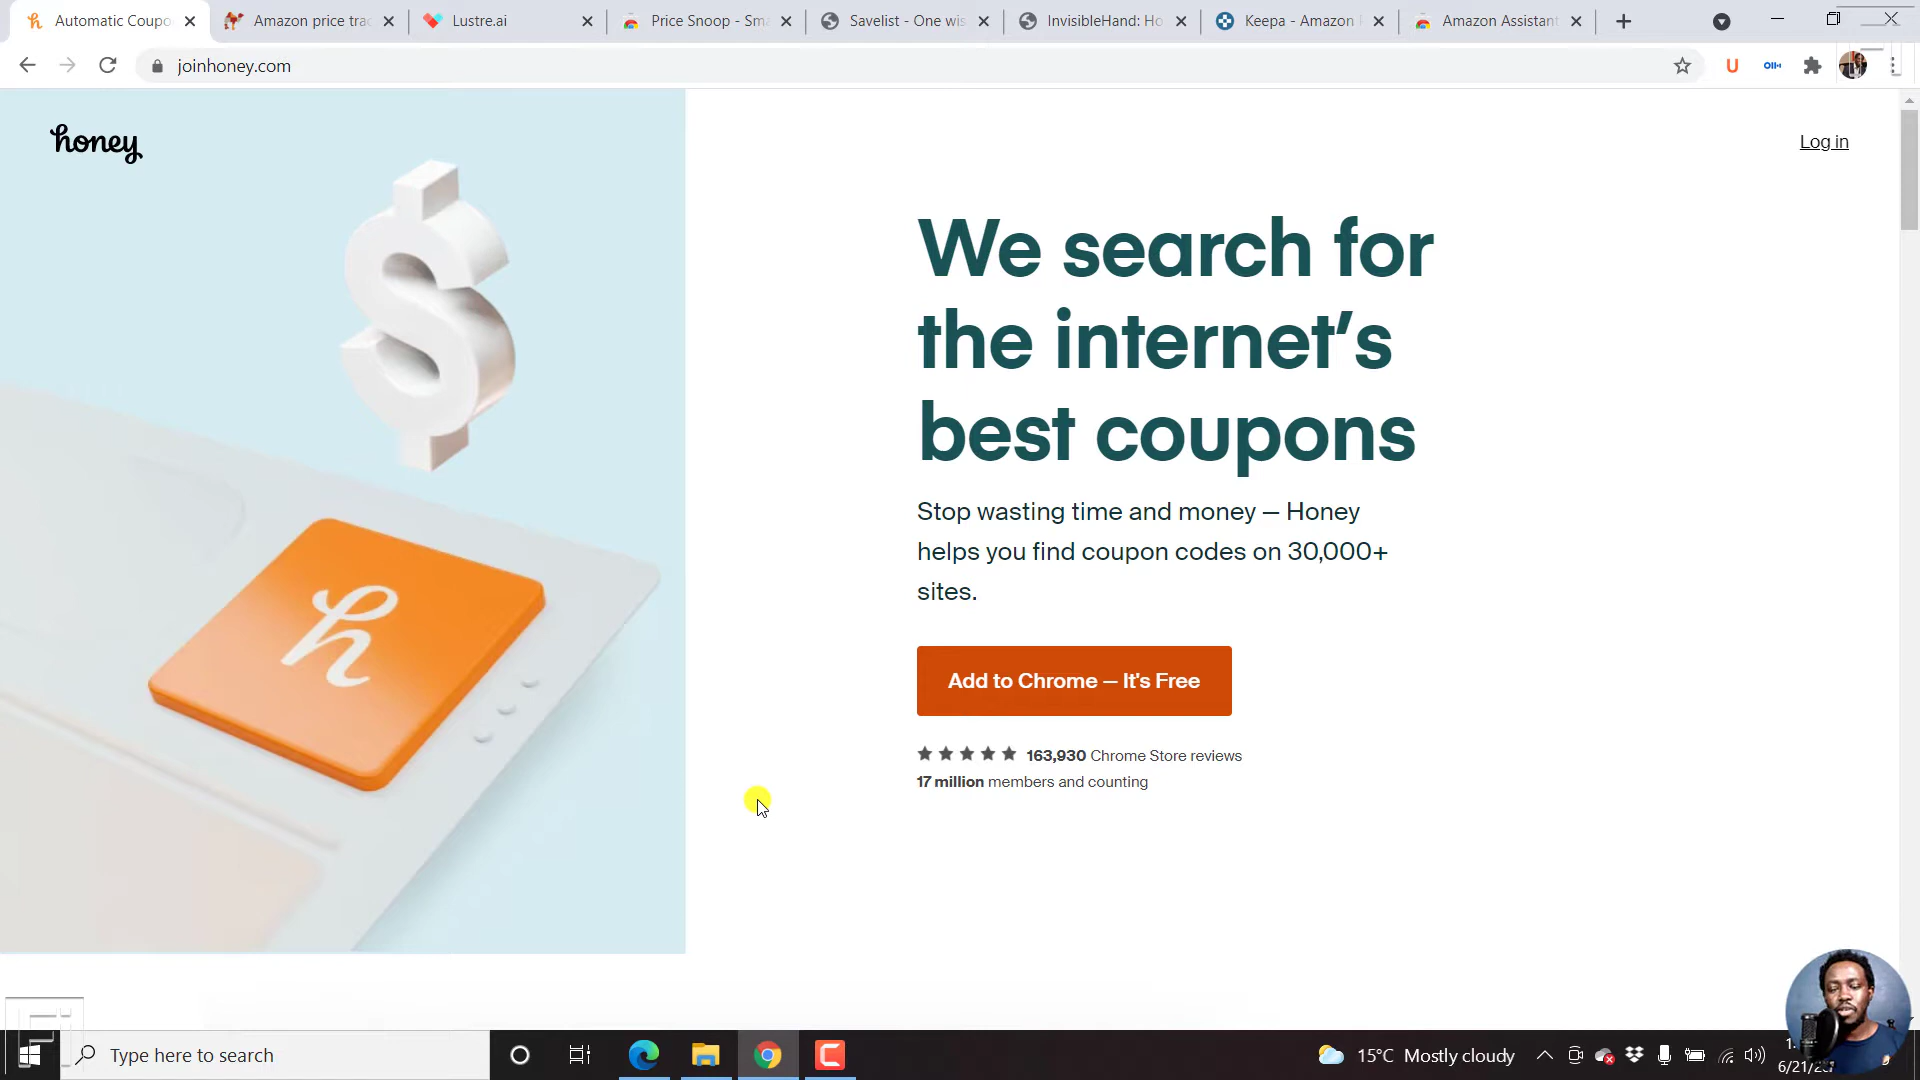 Automatic Coupo
Amazon price trac
Lustre.ai
Price Snoop - Sma
Savelist - One wis
InvisibleHand: Ho
Keepa - Amazon
Amazon Assistant
joinhoney.com
U
honey
Log in
$
We search for
the internet's
best coupons
Stop wasting time and money — Honey
helps you find coupon codes on 30,000+
sites.
h
Add to Chrome — It's Free
163,930 Chrome Store reviews
17 million members and counting
Type here to search
15°C Mostly cloudy